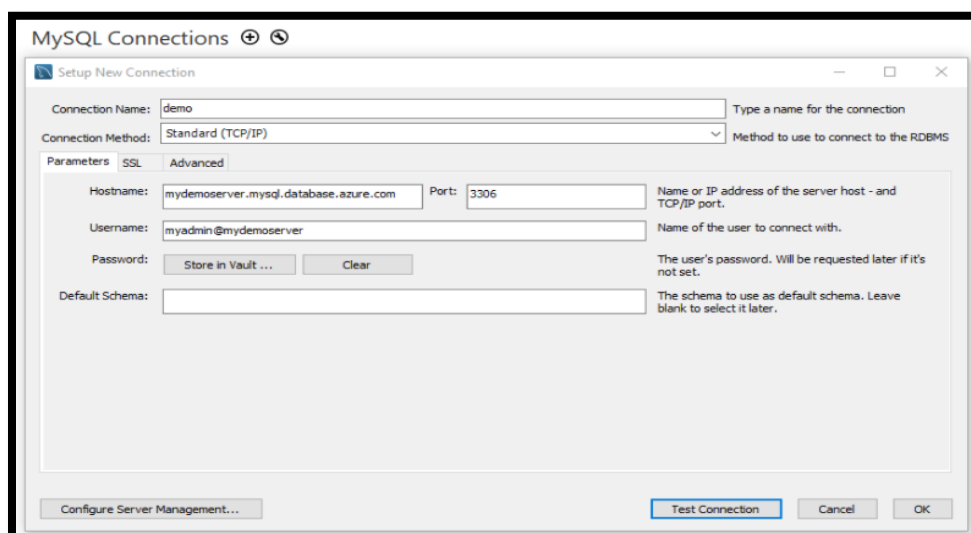 MySQL Connections
Setup New Connection
Connection Name: demo Type a name for the connection
Connection Method: Standard (TCP/IP) Method to use to connect to the RDBMS
Parameters SSL Advanced
Hostname: mydemoserver.mysql.database.azure.com Port: 3306 Name or IP address of the server host - and
TCP/IP port.
Username: myadmin@mydemoserver Name of the user to connect with.
Password: Store in Vault ... Clear The user's password. Will be requested later if it's
not set.
Default Schema: The schema to use as default schema. Leave
blank to select it later.
Configure Server Management... Test Connection Cancel OK